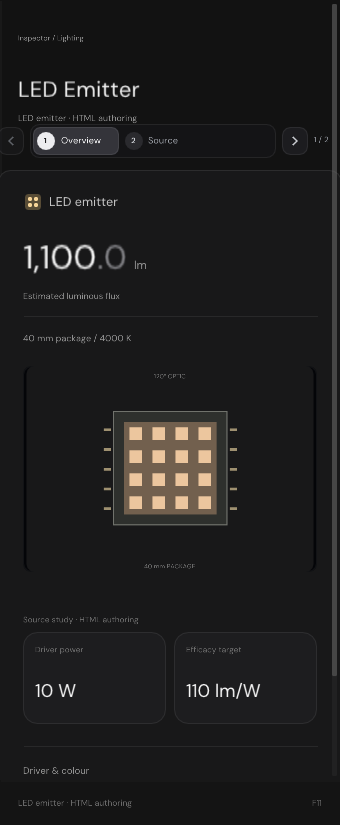 Inspector / Lighting
LED Emitter
LED emitter · HTML authoring
1 Overview 2 Source 1 / 2
LED emitter
1,100.0 lm
Estimated luminous flux
40 mm package / 4000 K
120° OPTIC
40 mm PACKAGE
Source study · HTML authoring
Driver power
10 W
Efficacy target
110 lm/W
Driver & colour
LED emitter · HTML authoring F11